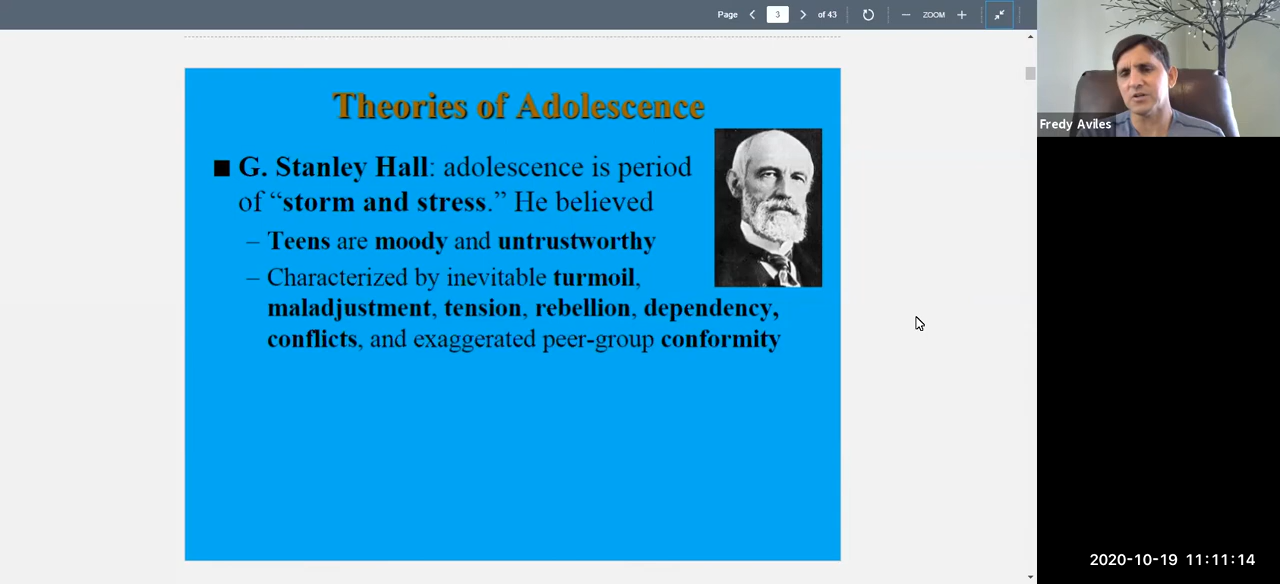 Page 3 of 43 ZOOM
Theories of Adolescence
■ G. Stanley Hall: adolescence is period
of “storm and stress.” He believed
– Teens are moody and untrustworthy
– Characterized by inevitable turmoil,
maladjustment, tension, rebellion, dependency,
conflicts, and exaggerated peer-group conformity
Fredy Aviles
2020-10-19 11:11:14